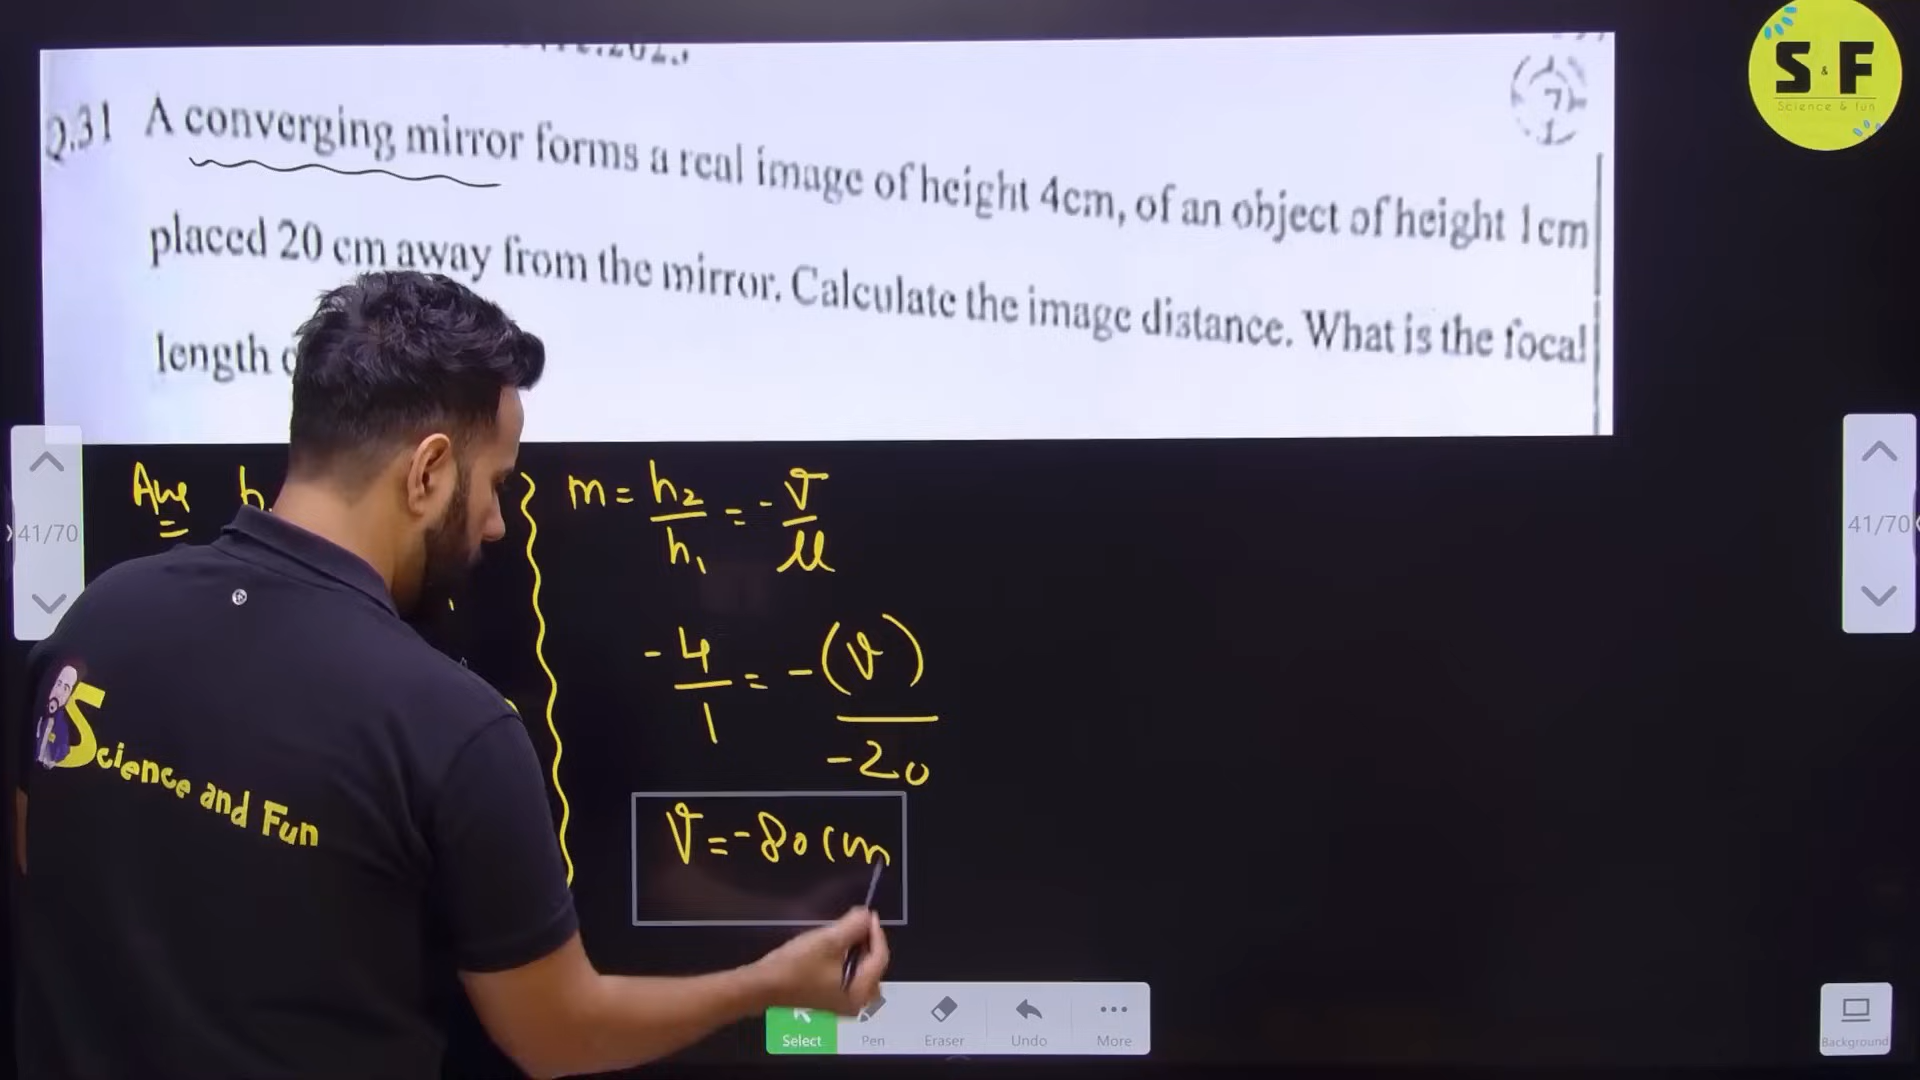 S & F
Science & fun
Q.31 A converging mirror forms a real image of height 4cm, of an object of height 1cm
placed 20 cm away from the mirror. Calculate the image distance. What is the focal
length
Ans
m = h2/h1 = - v/u
-4/1 = -(v)/-20
v = -80 cm
41/70
41/70
Science and Fun
Select
Pen
Eraser
Undo
More
Background